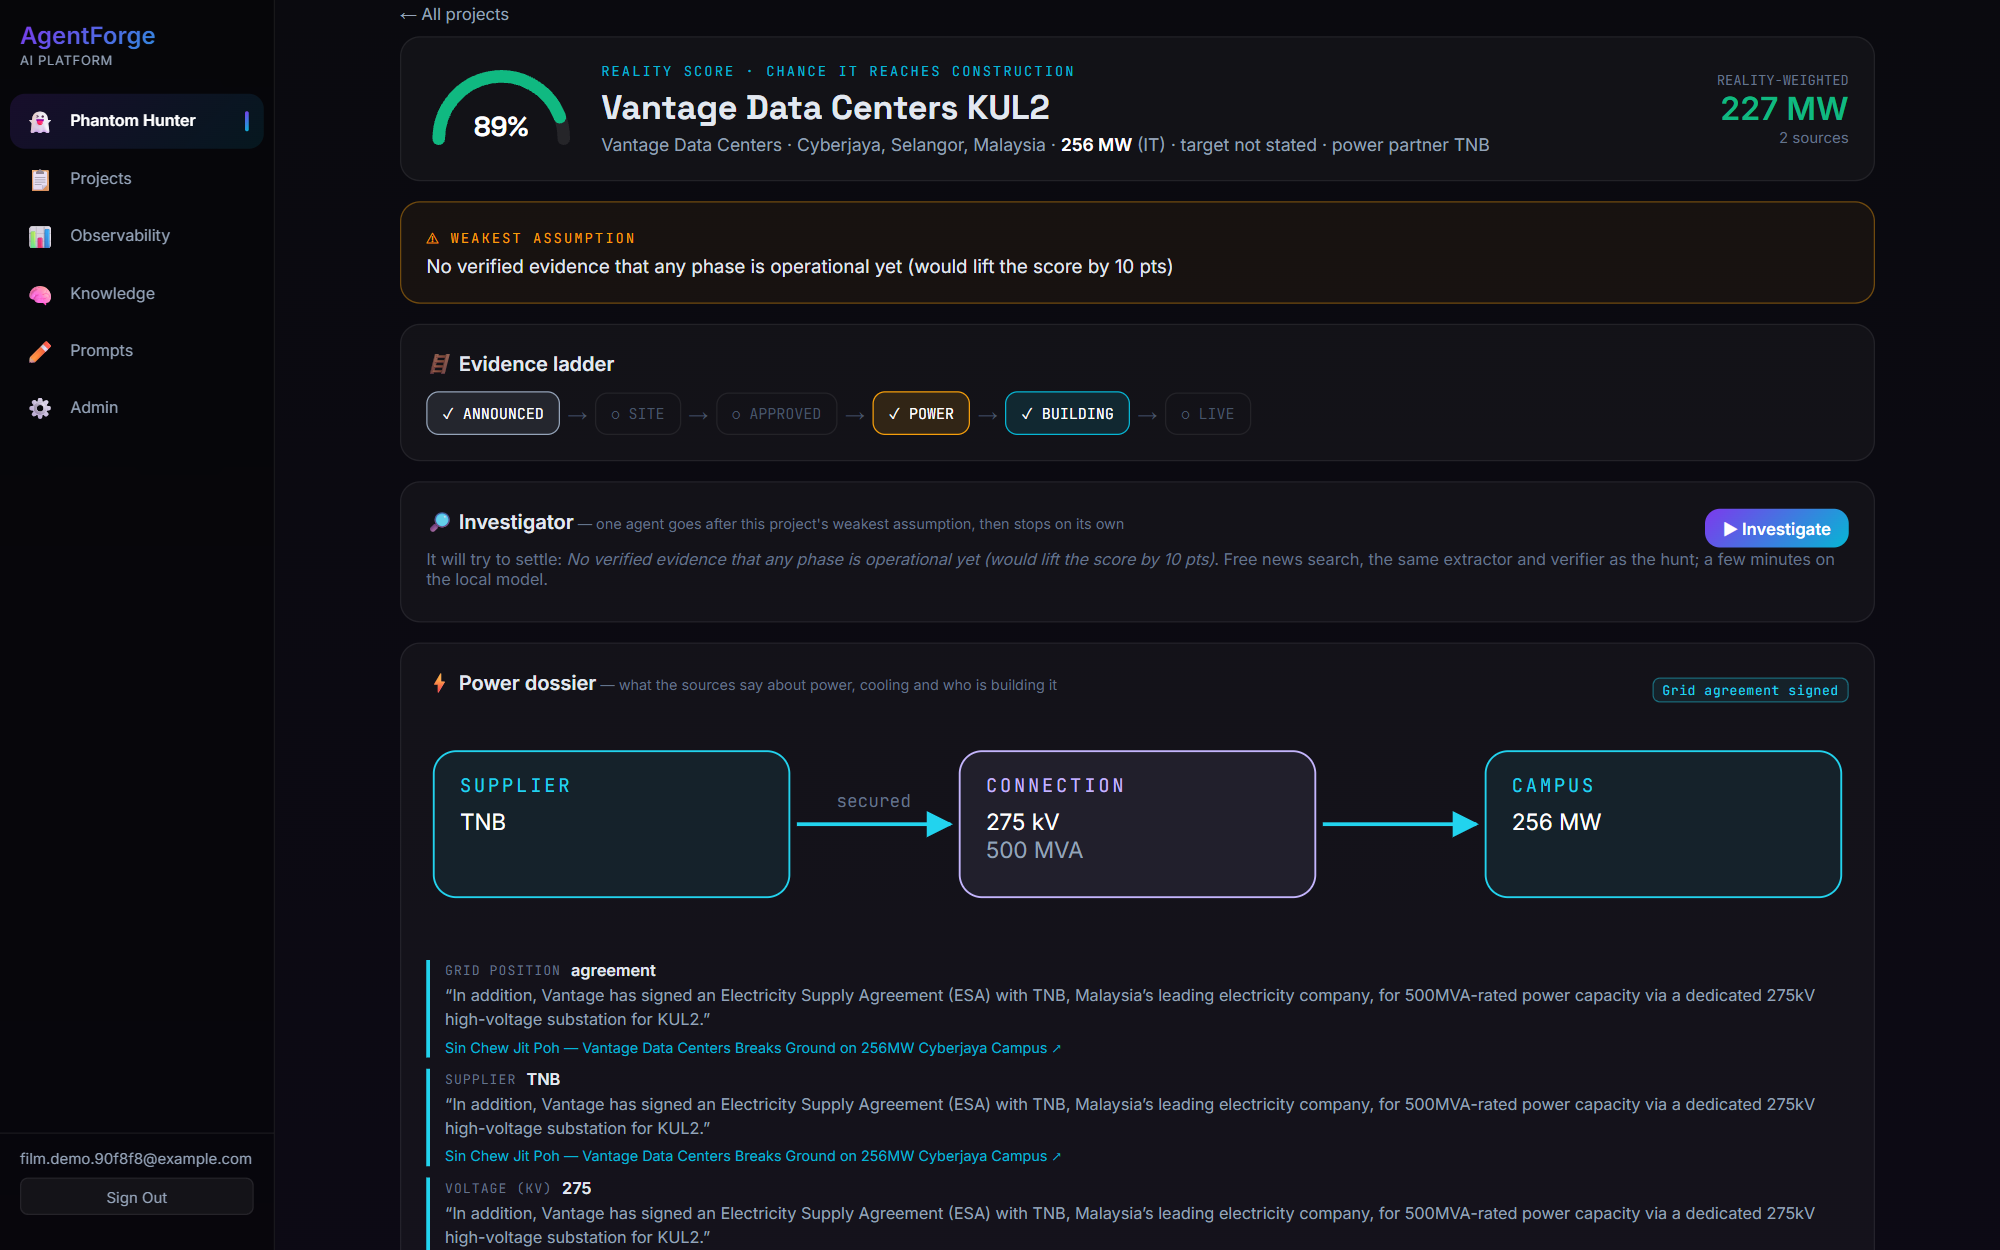 AgentForge
AI PLATFORM
Phantom Hunter
Projects
Observability
Knowledge
Prompts
Admin
film.demo.90f8f8@example.com
Sign Out
← All projects
89%
REALITY SCORE · CHANCE IT REACHES CONSTRUCTION
Vantage Data Centers KUL2
Vantage Data Centers · Cyberjaya, Selangor, Malaysia · 256 MW (IT) · target not stated · power partner TNB
REALITY-WEIGHTED
227 MW
2 sources
⚠ WEAKEST ASSUMPTION
No verified evidence that any phase is operational yet (would lift the score by 10 pts)
Evidence ladder
✓ ANNOUNCED → ○ SITE → ○ APPROVED → ✓ POWER → ✓ BUILDING → ○ LIVE
Investigator — one agent goes after this project's weakest assumption, then stops on its own
▶ Investigate
It will try to settle: No verified evidence that any phase is operational yet (would lift the score by 10 pts). Free news search, the same extractor and verifier as the hunt; a few minutes on
the local model.
Power dossier — what the sources say about power, cooling and who is building it
Grid agreement signed
SUPPLIER
TNB
secured
CONNECTION
275 kV
500 MVA
CAMPUS
256 MW
GRID POSITION agreement
“In addition, Vantage has signed an Electricity Supply Agreement (ESA) with TNB, Malaysia’s leading electricity company, for 500MVA-rated power capacity via a dedicated 275kV
high-voltage substation for KUL2.”
Sin Chew Jit Poh — Vantage Data Centers Breaks Ground on 256MW Cyberjaya Campus ↗
SUPPLIER TNB
“In addition, Vantage has signed an Electricity Supply Agreement (ESA) with TNB, Malaysia’s leading electricity company, for 500MVA-rated power capacity via a dedicated 275kV
high-voltage substation for KUL2.”
Sin Chew Jit Poh — Vantage Data Centers Breaks Ground on 256MW Cyberjaya Campus ↗
VOLTAGE (KV) 275
“In addition, Vantage has signed an Electricity Supply Agreement (ESA) with TNB, Malaysia’s leading electricity company, for 500MVA-rated power capacity via a dedicated 275kV
high-voltage substation for KUL2.”